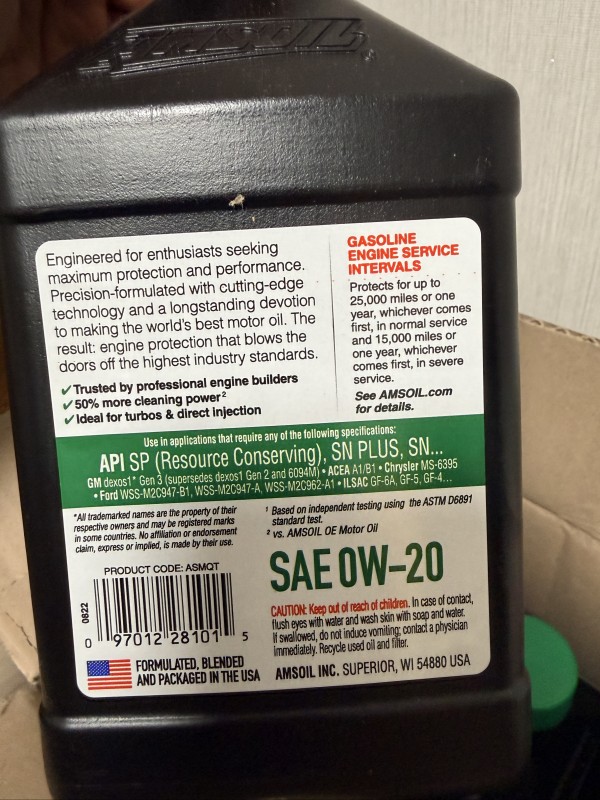 AMSOIL
Engineered for enthusiasts seeking
maximum protection and performance.
Precision-formulated with cutting-edge
technology and a longstanding devotion
to making the world's best motor oil. The
result: engine protection that blows the
doors off the highest industry standards.
✓Trusted by professional engine builders
✓50% more cleaning power²
✓Ideal for turbos & direct injection
GASOLINE
ENGINE SERVICE
INTERVALS
Protects for up to
25,000 miles or one
year, whichever comes
first, in normal service
and 15,000 miles or
one year, whichever
comes first, in severe
service.
See AMSOIL.com
for details.
Use in applications that require any of the following specifications:
API SP (Resource Conserving), SN PLUS, SN...
GM dexos1* Gen 3 (supersedes dexos1 Gen 2 and 6094M) • ACEA A1/B1 • Chrysler MS-6395
• Ford WSS-M2C947-B1, WSS-M2C947-A, WSS-M2C962-A1 • ILSAC GF-6A, GF-5, GF-4...
*All trademarked names are the property of their
respective owners and may be registered marks
in some countries. No affiliation or endorsement
claim, express or implied, is made by their use.
¹ Based on independent testing using the ASTM D6891
standard test.
² vs. AMSOIL OE Motor Oil
PRODUCT CODE: ASMQT
0822
0 97012 28101 5
SAE 0W-20
CAUTION: Keep out of reach of children. In case of contact,
flush eyes with water and wash skin with soap and water.
If swallowed, do not induce vomiting; contact a physician
immediately. Recycle used oil and filter.
FORMULATED, BLENDED
AND PACKAGED IN THE USA
AMSOIL INC. SUPERIOR, WI 54880 USA